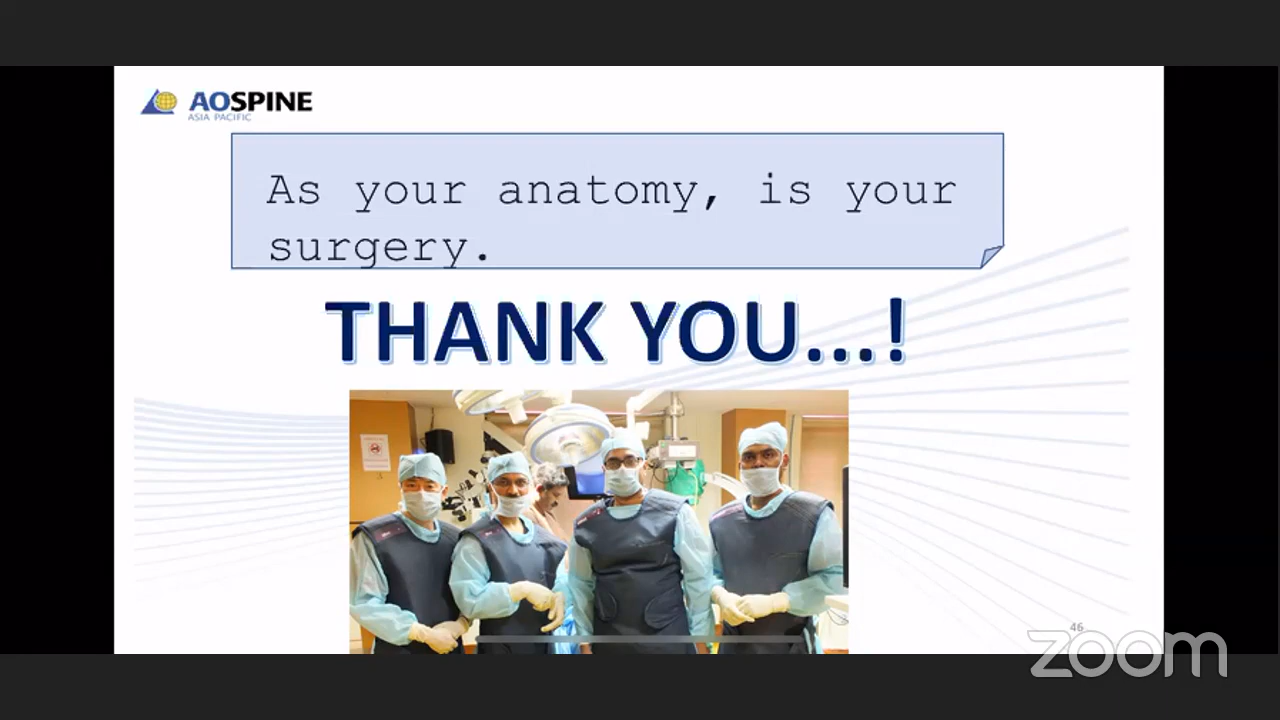 AOSPINE
ASIA PACIFIC
As your anatomy, is your
surgery.
THANK YOU...!
46
zoom